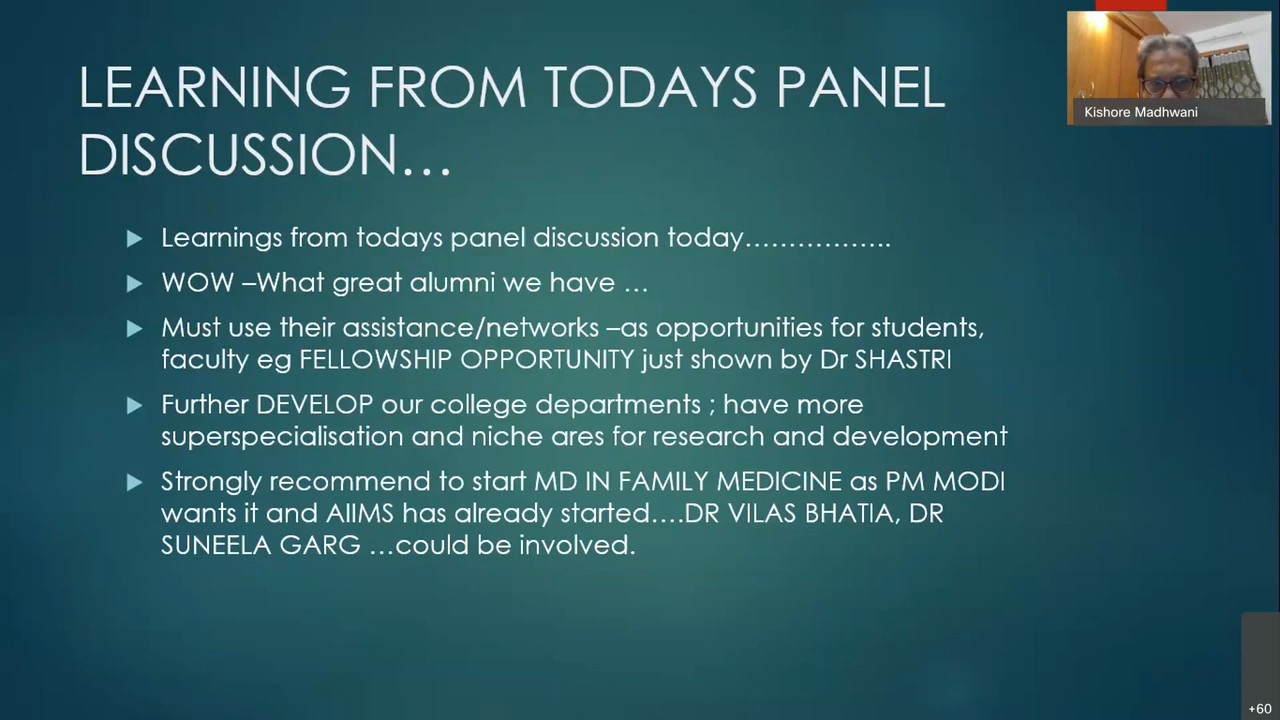 LEARNING FROM TODAYS PANEL
DISCUSSION…
Kishore Madhwani
Learnings from todays panel discussion today……………..
WOW –What great alumni we have …
Must use their assistance/networks –as opportunities for students,
faculty eg FELLOWSHIP OPPORTUNITY just shown by Dr SHASTRI
Further DEVELOP our college departments ; have more
superspecialisation and niche ares for research and development
Strongly recommend to start MD IN FAMILY MEDICINE as PM MODI
wants it and AIIMS has already started….DR VILAS BHATIA, DR
SUNEELA GARG …could be involved.
+60